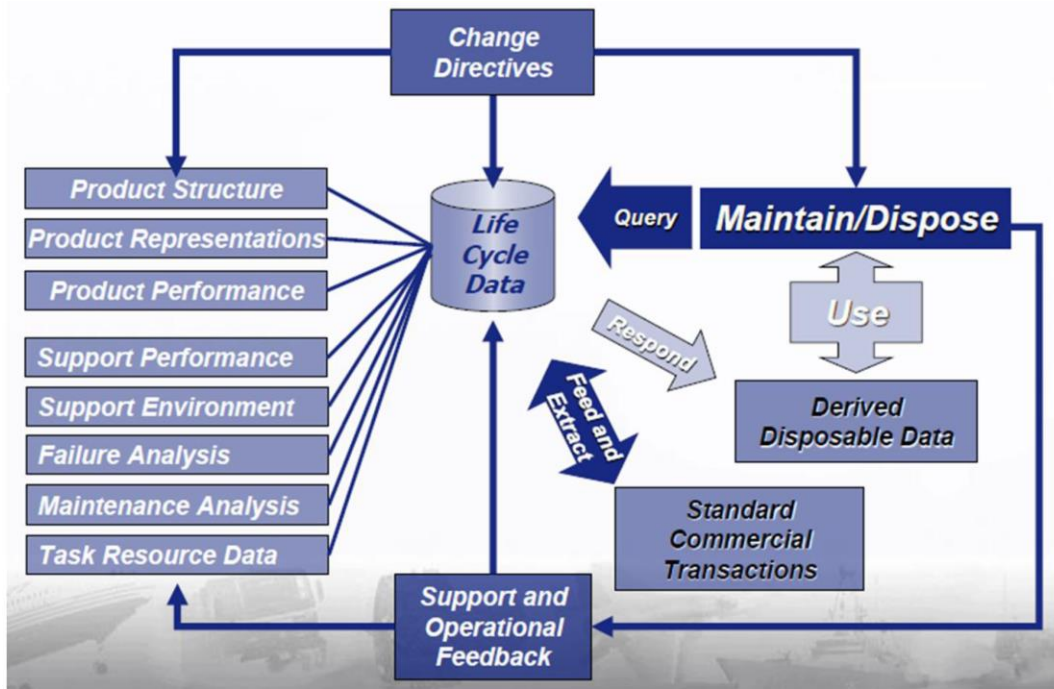 Change
Directives
Product Structure
Product Representations
Product Performance
Support Performance
Support Environment
Failure Analysis
Maintenance Analysis
Task Resource Data
Life
Cycle
Data
Query
Maintain/Dispose
Use
Respond
Derived
Disposable Data
Feed and
Extract
Standard
Commercial
Transactions
Support and
Operational
Feedback